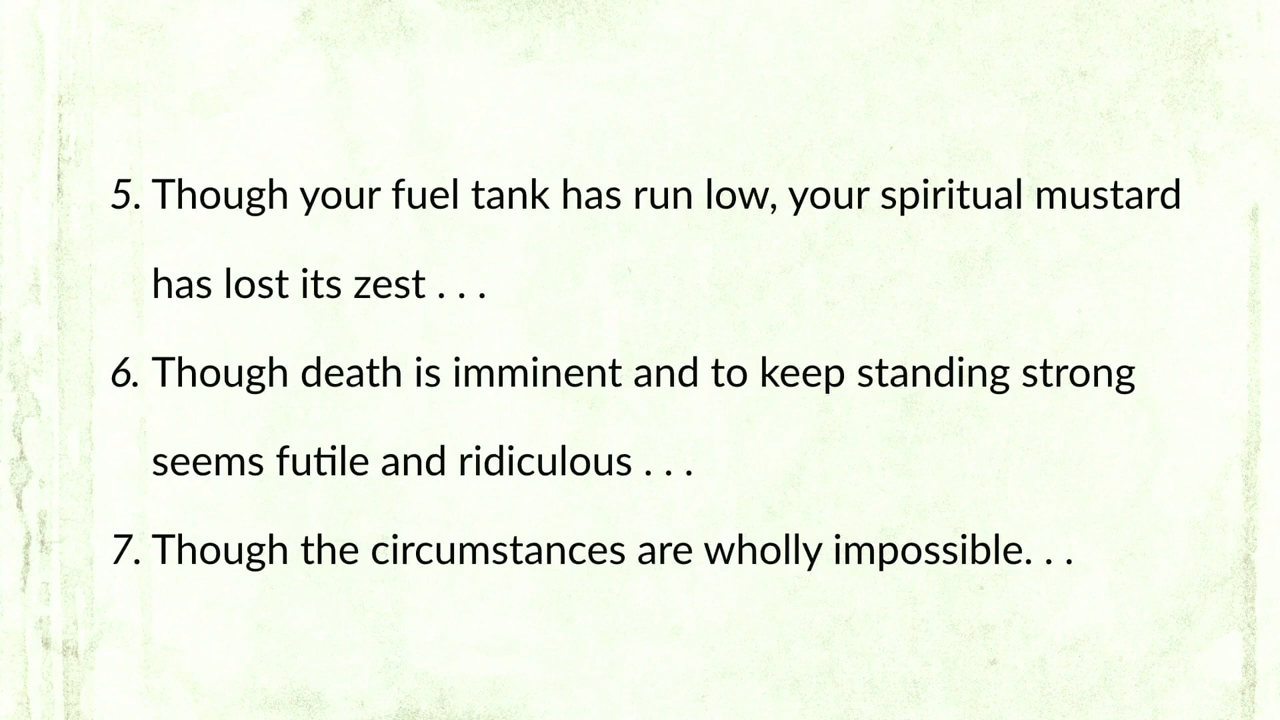 5. Though your fuel tank has run low, your spiritual mustard
has lost its zest . . .
6. Though death is imminent and to keep standing strong
seems futile and ridiculous . . .
7. Though the circumstances are wholly impossible. . .